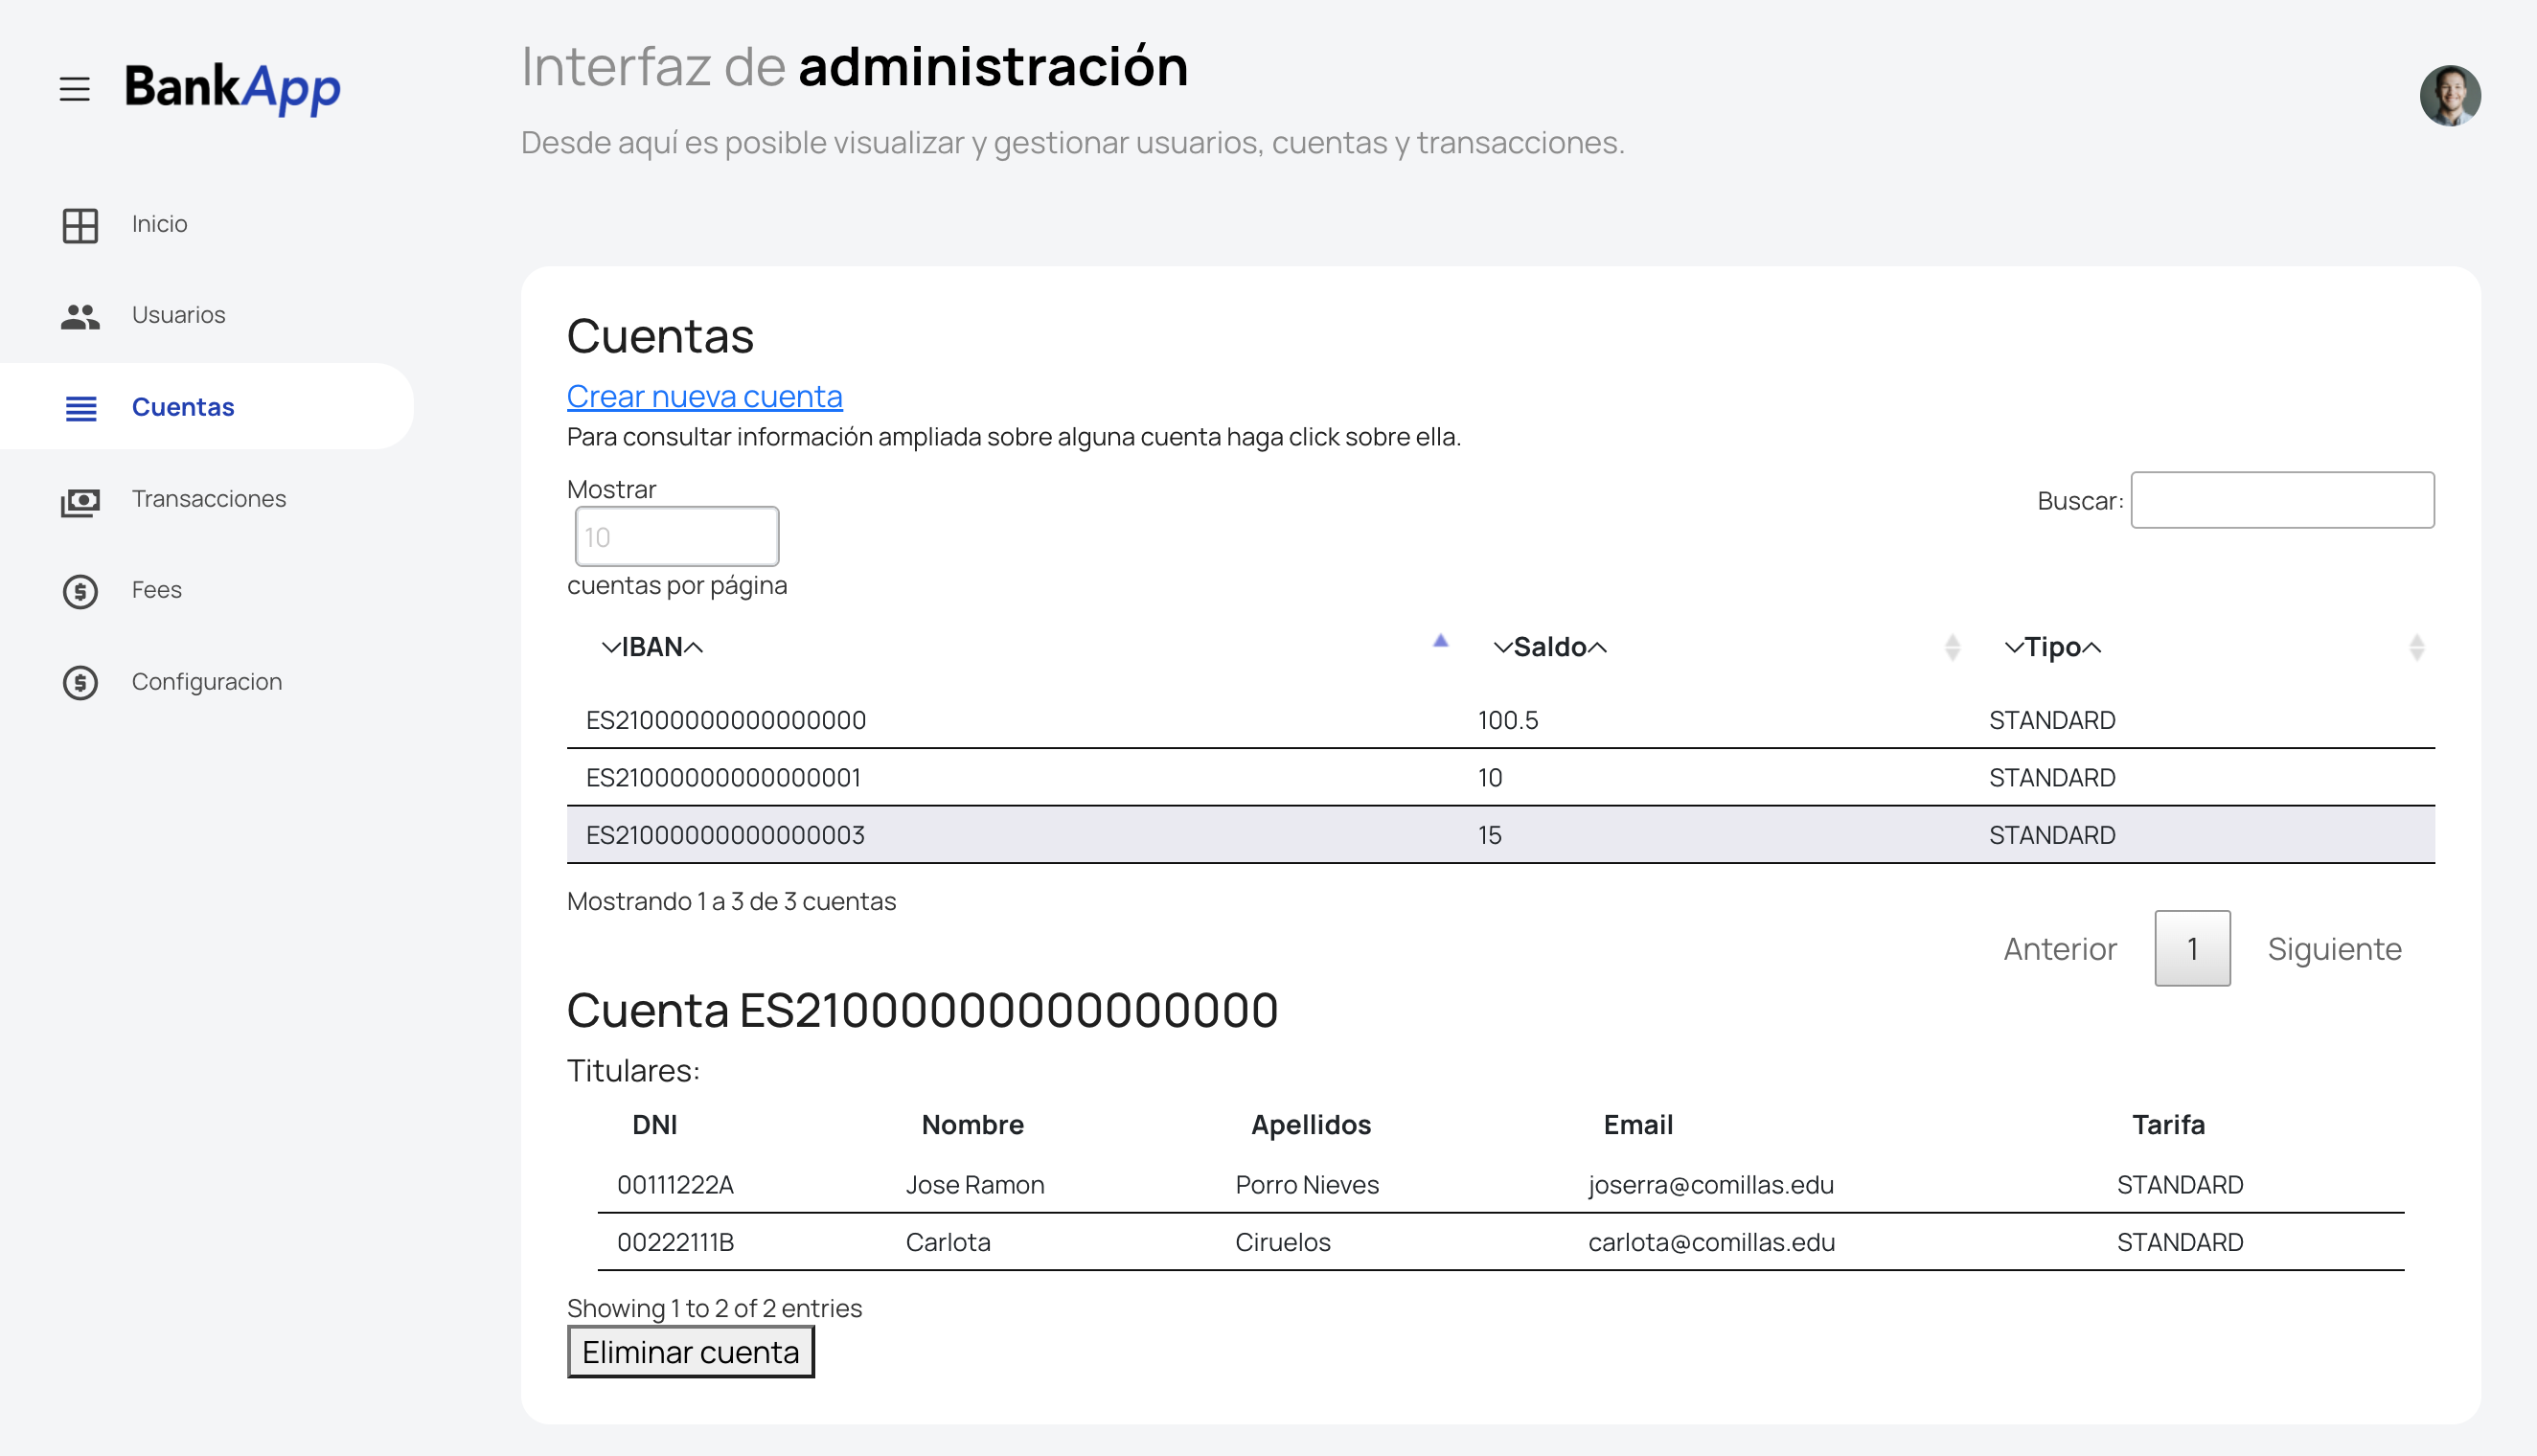 BankApp
Interfaz de administración
Desde aquí es posible visualizar y gestionar usuarios, cuentas y transacciones.
Inicio
Usuarios
Cuentas
Transacciones
Fees
Configuracion
Cuentas
Crear nueva cuenta
Para consultar información ampliada sobre alguna cuenta haga click sobre ella.
Mostrar
10
cuentas por página
Buscar:
IBAN Saldo Tipo
ES21000000000000000 100.5 STANDARD
ES21000000000000001 10 STANDARD
ES21000000000000003 15 STANDARD
Mostrando 1 a 3 de 3 cuentas
Anterior 1 Siguiente
Cuenta ES21000000000000000
Titulares:
DNI Nombre Apellidos Email Tarifa
00111222A Jose Ramon Porro Nieves joserra@comillas.edu STANDARD
00222111B Carlota Ciruelos carlota@comillas.edu STANDARD
Showing 1 to 2 of 2 entries
Eliminar cuenta